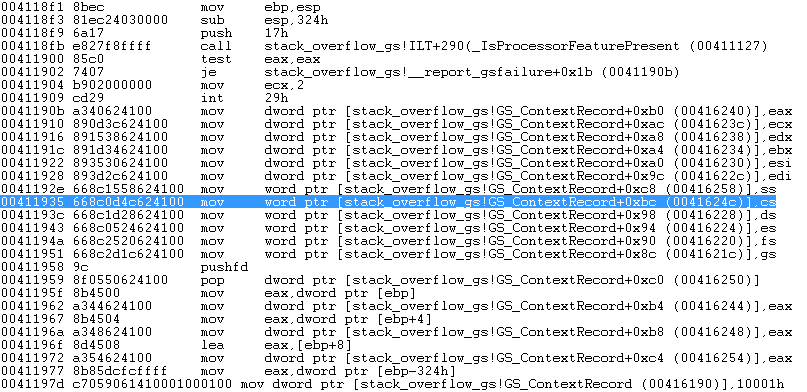 004118f1 8bec mov ebp,esp
004118f3 81ec24030000 sub esp,324h
004118f9 6a17 push 17h
004118fb e827f8ffff call stack_overflow_gs!ILT+290(_IsProcessorFeaturePresent (00411127)
00411900 85c0 test eax,eax
00411902 7407 je stack_overflow_gs!__report_gsfailure+0x1b (0041190b)
00411904 b902000000 mov ecx,2
00411909 cd29 int 29h
0041190b a340624100 mov dword ptr [stack_overflow_gs!GS_ContextRecord+0xb0 (00416240)],eax
00411910 890d3c624100 mov dword ptr [stack_overflow_gs!GS_ContextRecord+0xac (0041623c)],ecx
00411916 891538624100 mov dword ptr [stack_overflow_gs!GS_ContextRecord+0xa8 (00416238)],edx
0041191c 891d34624100 mov dword ptr [stack_overflow_gs!GS_ContextRecord+0xa4 (00416234)],ebx
00411922 893530624100 mov dword ptr [stack_overflow_gs!GS_ContextRecord+0xa0 (00416230)],esi
00411928 893d2c624100 mov dword ptr [stack_overflow_gs!GS_ContextRecord+0x9c (0041622c)],edi
0041192e 668c1558624100 mov word ptr [stack_overflow_gs!GS_ContextRecord+0xc8 (00416258)],ss
00411935 668c0d4c624100 mov word ptr [stack_overflow_gs!GS_ContextRecord+0xbc (0041624c)],cs
0041193c 668c1d28624100 mov word ptr [stack_overflow_gs!GS_ContextRecord+0x98 (00416228)],ds
00411943 668c0524624100 mov word ptr [stack_overflow_gs!GS_ContextRecord+0x94 (00416224)],es
0041194a 668c2520624100 mov word ptr [stack_overflow_gs!GS_ContextRecord+0x90 (00416220)],fs
00411951 668c2d1c624100 mov word ptr [stack_overflow_gs!GS_ContextRecord+0x8c (0041621c)],gs
00411958 9c pushfd
00411959 8f0550624100 pop dword ptr [stack_overflow_gs!GS_ContextRecord+0xc0 (00416250)]
0041195f 8b4500 mov eax,dword ptr [ebp]
00411962 a344624100 mov dword ptr [stack_overflow_gs!GS_ContextRecord+0xb4 (00416244)],eax
00411967 8b4504 mov eax,dword ptr [ebp+4]
0041196a a348624100 mov dword ptr [stack_overflow_gs!GS_ContextRecord+0xb8 (00416248)],eax
0041196f 8d4508 lea eax,[ebp+8]
00411972 a354624100 mov dword ptr [stack_overflow_gs!GS_ContextRecord+0xc4 (00416254)],eax
00411977 8b85dcfcffff mov eax,dword ptr [ebp-324h]
0041197d c7059061410001000100 mov dword ptr [stack_overflow_gs!GS_ContextRecord (00416190)],10001h